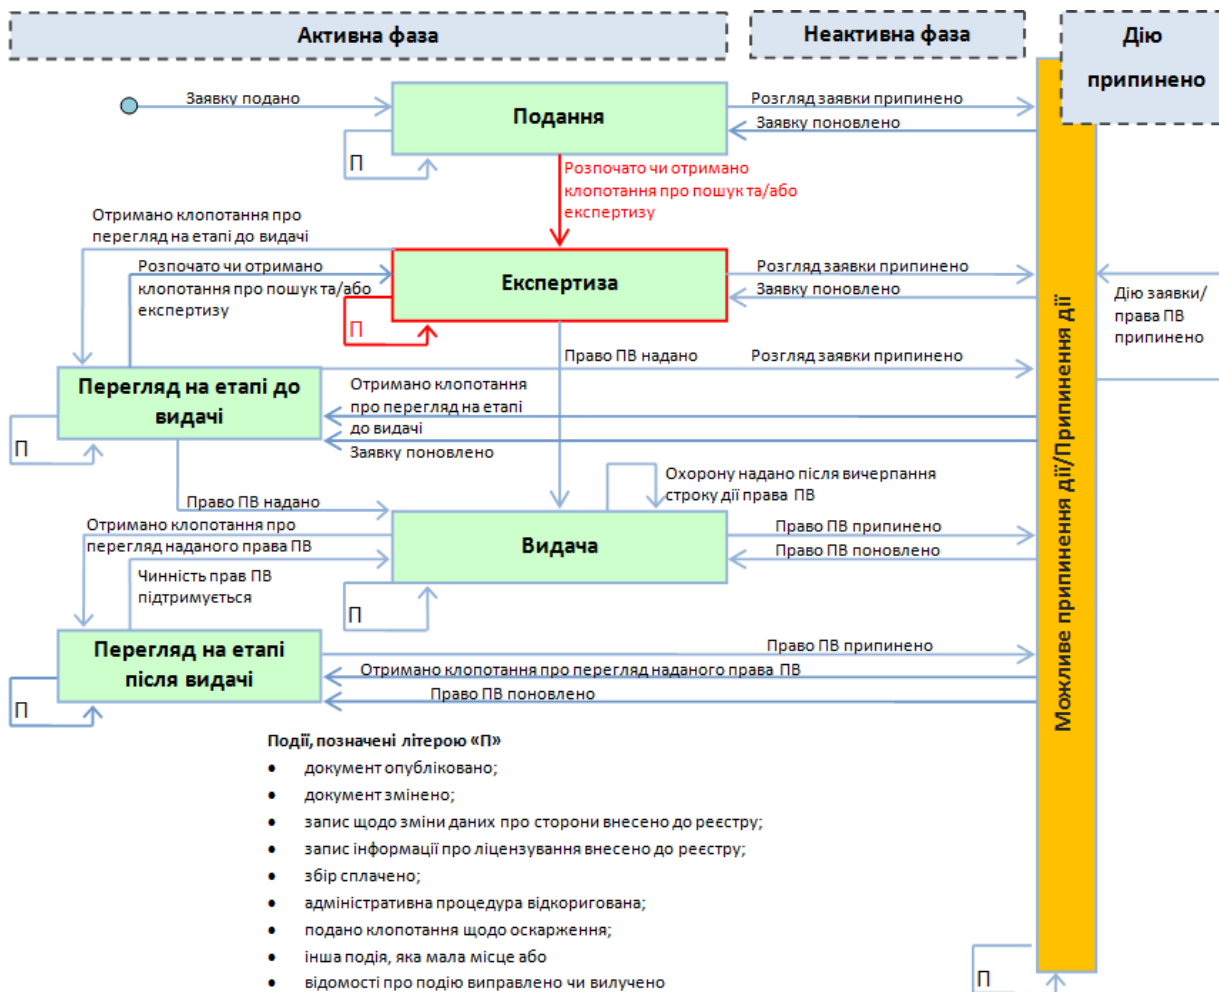 Активна фаза
Неактивна фаза
Дію
припинено
Заявку подано
Подання
Розгляд заявки припинено
Заявку поновлено
П
Розпочато чи отримано
клопотання про пошук та/або
експертизу
Отримано клопотання про
перегляд на етапі до видачі
Розпочато чи отримано
клопотання про пошук та/або
експертизу
Експертиза
Розгляд заявки припинено
Заявку поновлено
П
Дію заявки/
права ПВ
припинено
Право ПВ надано
Розгляд заявки припинено
Перегляд на етапі до
видачі
Отримано клопотання
про перегляд на етапі
до видачі
Заявку поновлено
П
Можливе припинення дії/Припинення дії
Охорону надано після вичерпання
строку дії права ПВ
Право ПВ надано
Отримано клопотання про
перегляд наданого права ПВ
Видача
Право ПВ припинено
Право ПВ поновлено
Чинність прав ПВ
підтримується
П
Перегляд на етапі
після видачі
Право ПВ припинено
Отримано клопотання про перегляд наданого права ПВ
Право ПВ поновлено
П
Події, позначені літерою «П»
• документ опубліковано;
• документ змінено;
• запис щодо зміни даних про сторони внесено до реєстру;
• запис інформації про ліцензування внесено до реєстру;
• збір сплачено;
• адміністративна процедура відкоригована;
• подано клопотання щодо оскарження;
• інша подія, яка мала місце або
• відомості про подію виправлено чи вилучено
П